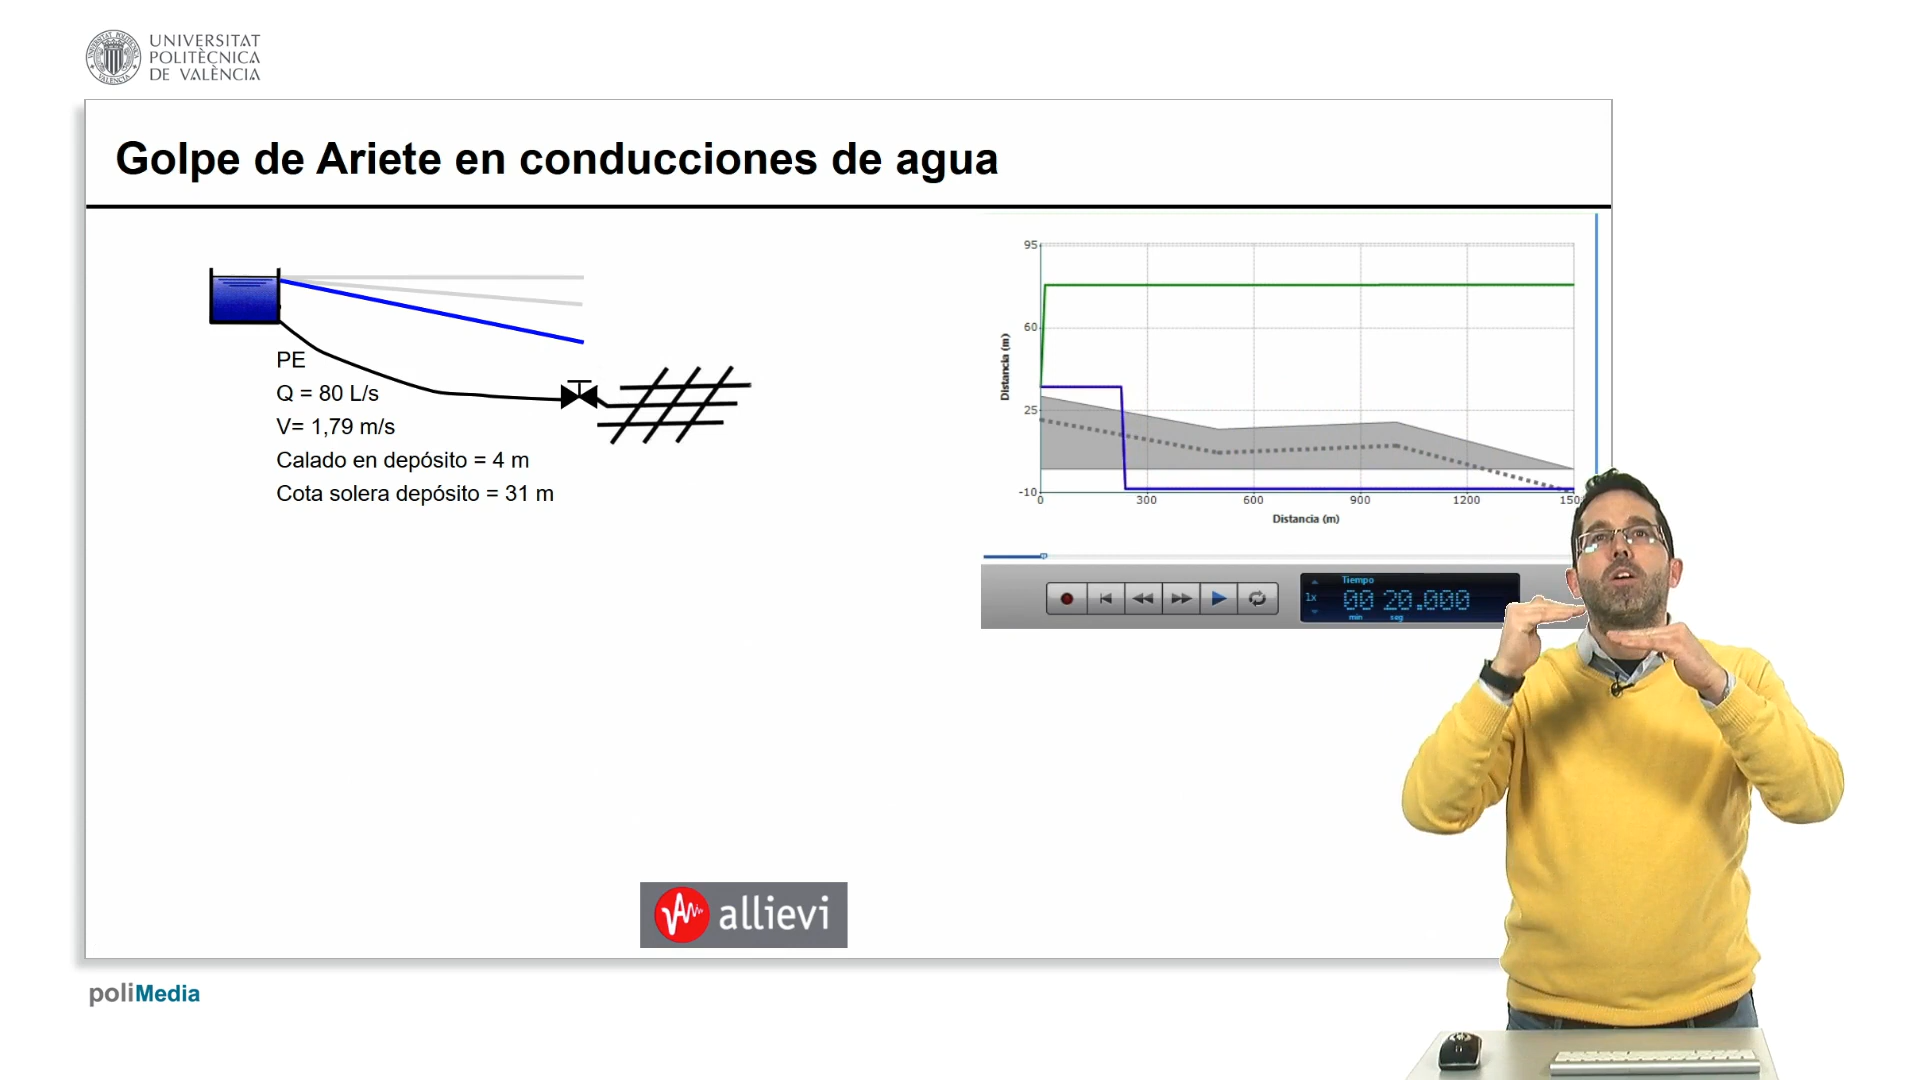 UNIVERSITAT
POLITÈCNICA
DE VALÈNCIA
Golpe de Ariete en conducciones de agua
PE
Q = 80 L/s
V= 1,79 m/s
Calado en depósito = 4 m
Cota solera depósito = 31 m
95
60
25
-10
Distancia (m)
0
300
600
900
1200
150
Distancia (m)
Tiempo
1x
00 20.000
min
seg
allievi
poliMedia